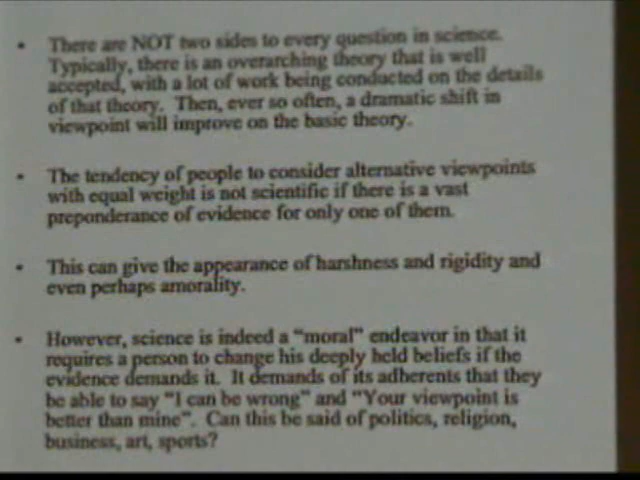 • There are NOT two sides to every question in science.
Typically, there is an overarching theory that is well
accepted, with a lot of work being conducted on the details
of that theory. Then, ever so often, a dramatic shift in
viewpoint will improve on the basic theory.
• The tendency of people to consider alternative viewpoints
with equal weight is not scientific if there is a vast
preponderance of evidence for only one of them.
• This can give the appearance of harshness and rigidity and
even perhaps amorality.
• However, science is indeed a “moral” endeavor in that it
requires a person to change his deeply held beliefs if the
evidence demands it. It demands of its adherents that they
be able to say “I can be wrong” and “Your viewpoint is
better than mine”. Can this be said of politics, religion,
business, art, sports?